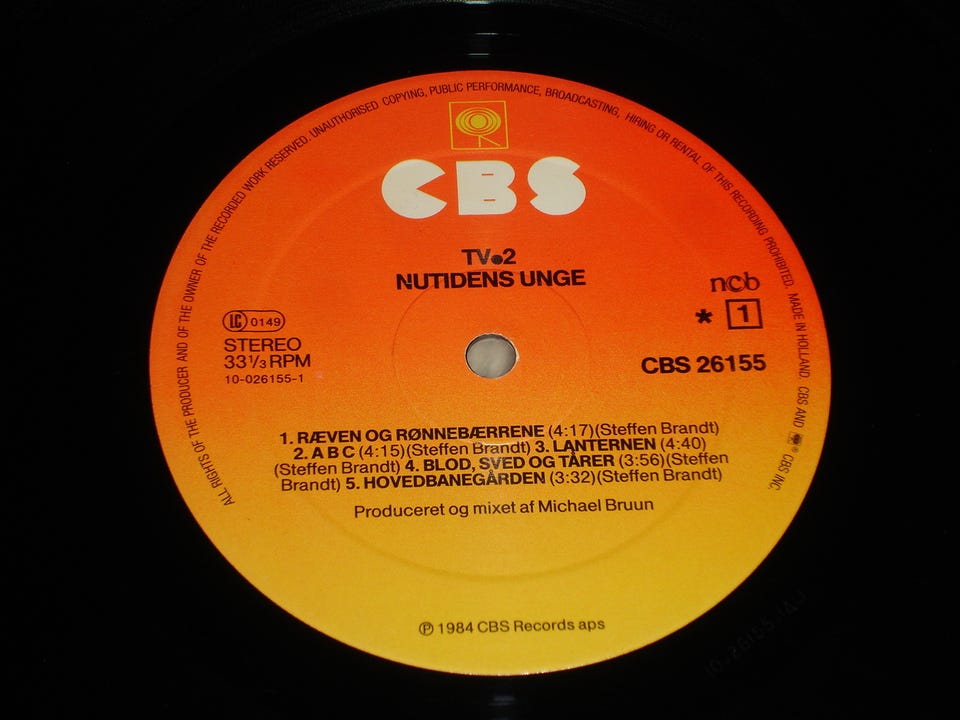 ALL RIGHTS OF THE PRODUCER AND OF THE OWNER OF THE RECORDED WORK RESERVED. UNAUTHORISED COPYING, PUBLIC PERFORMANCE, BROADCASTING, HIRING OR RENTAL OF THIS RECORDING PROHIBITED. MADE IN HOLLAND. CBS AND CBS INC.
CBS
TV•2
NUTIDENS UNGE
LC 0149
STEREO
33⅓ RPM
10-026155-1
ncb
* 1
CBS 26155
1. RÆVEN OG RØNNEBÆRRENE (4:17)(Steffen Brandt)
2. A B C (4:15)(Steffen Brandt) 3. LANTERNEN (4:40)
(Steffen Brandt) 4. BLOD, SVED OG TÅRER (3:56)(Steffen
Brandt) 5. HOVEDBANEGÅRDEN (3:32)(Steffen Brandt)
Produceret og mixet af Michael Bruun
℗ 1984 CBS Records aps